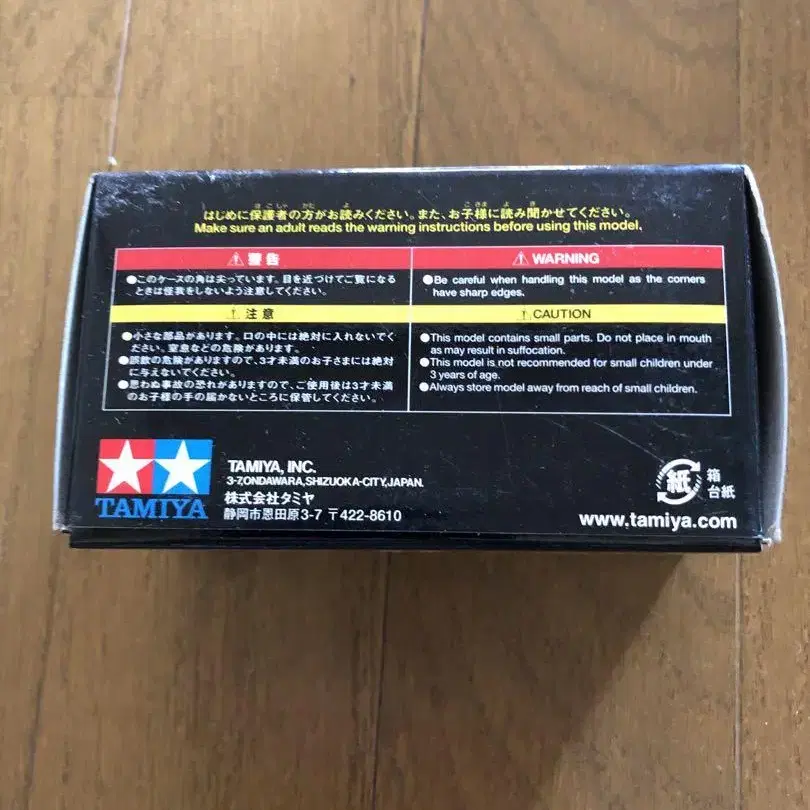 はじめに保護者の方がお読みください。また、お子様に読み聞かせてください。
Make sure an adult reads the warning instructions before using this model.
警告
●このケースの角は尖っています。目を近づけてご覧になる
ときは怪我をしないよう注意してください。
注意
●小さな部品があります。口の中には絶対に入れないでく
ださい。窒息などの危険があります。
●誤飲の危険がありますので、3才未満のお子さまには絶対
に与えないでください。
●思わぬ事故の恐れがありますので、ご使用後は3才未満
のお子様の手の届かないところに保管してください。
WARNING
●Be careful when handling this model as the corners
have sharp edges.
CAUTION
●This model contains small parts. Do not place in mouth
as may result in suffocation.
●This model is not recommended for small children under
3 years of age.
●Always store model away from reach of small children.
TAMIYA
TAMIYA, INC.
3-7,ONDAWARA,SHIZUOKA-CITY,JAPAN.
株式会社タミヤ
静岡市恩田原3-7 〒422-8610
紙
箱
台紙
www.tamiya.com